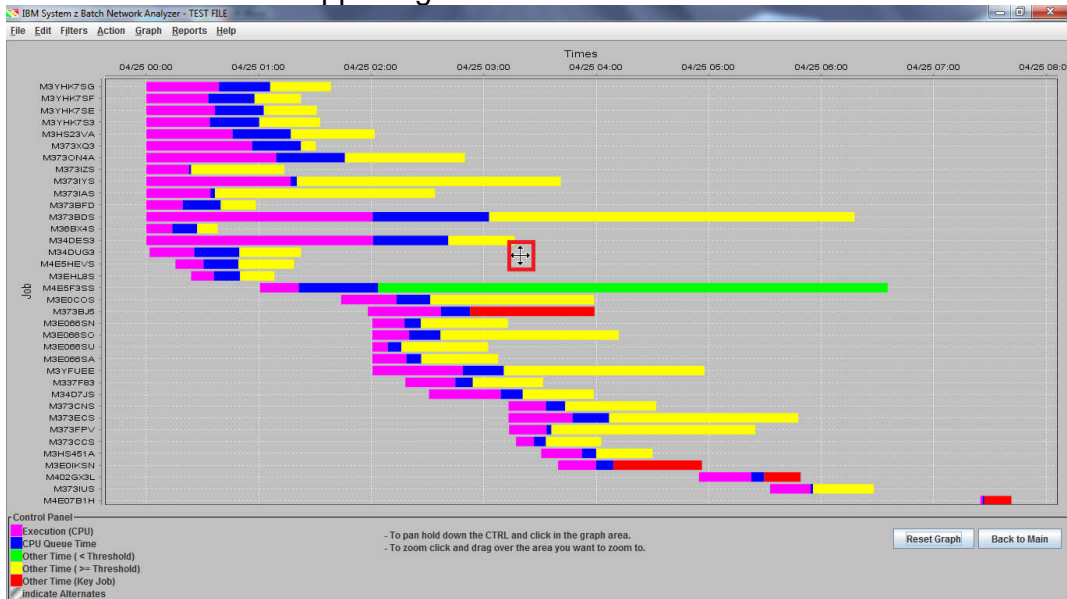 IBM System z Batch Network Analyzer - TEST FILE
File Edit Filters Action Graph Reports Help
Times
04/25 00:00 04/25 01:00 04/25 02:00 04/25 03:00 04/25 04:00 04/25 05:00 04/25 06:00 04/25 07:00 04/25 08:0
M3YHK7SG
M3YHK7SF
M3YHK7SE
M3YHK7S3
M3HS23VA
M373XQ3
M373ON4A
M373IZS
M373IYS
M373IAS
M373BFD
M373BDS
M36BX4S
M34DES3
M34DUG3
M4E5HEVS
M3EHL8S
Job
M4E5F3SS
M3E0COS
M373BJ5
M3E066SN
M3E066SO
M3E066SU
M3E066SA
M3YFUEE
M337FB3
M34D7JS
M373CNS
M373ECS
M373FPV
M373CCS
M3HS451A
M3E0IKSN
M402GX3L
M373IUS
M4E07B1H
Control Panel
Execution (CPU)
CPU Queue Time
Other Time ( < Threshold)
Other Time ( >= Threshold)
Other Time (Key Job)
indicate Alternates
- To pan hold down the CTRL and click in the graph area.
- To zoom click and drag over the area you want to zoom to.
Reset Graph Back to Main